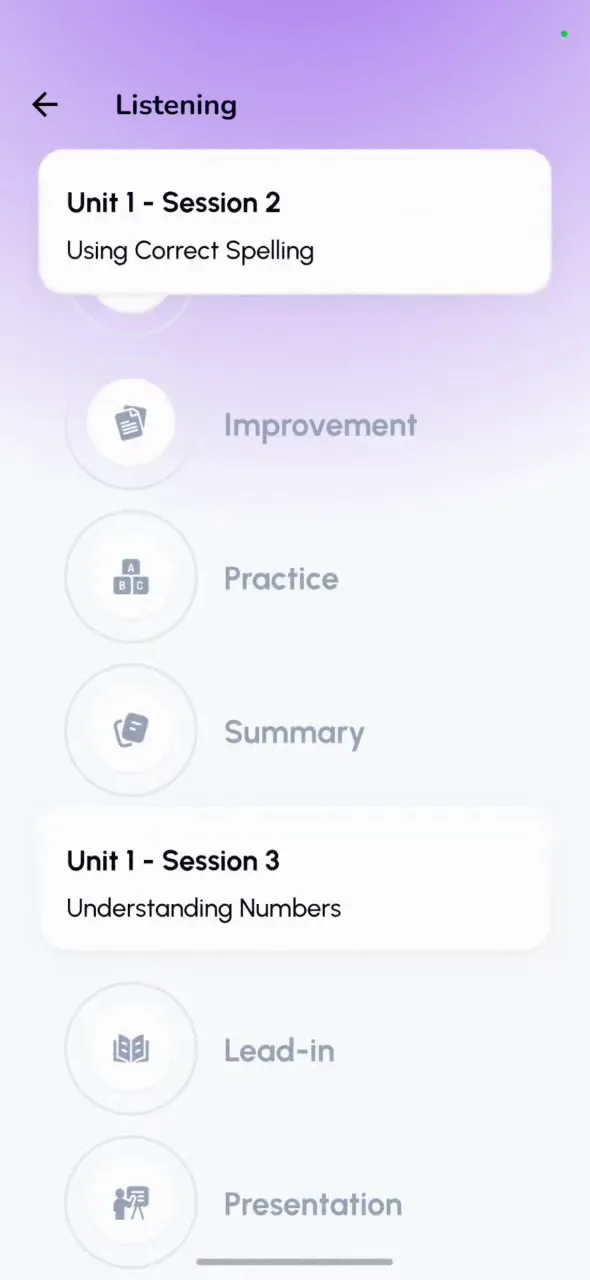 Listening
Unit 1 - Session 2
Using Correct Spelling
Improvement
A
B C
Practice
Summary
Unit 1 - Session 3
Understanding Numbers
Lead-in
Presentation